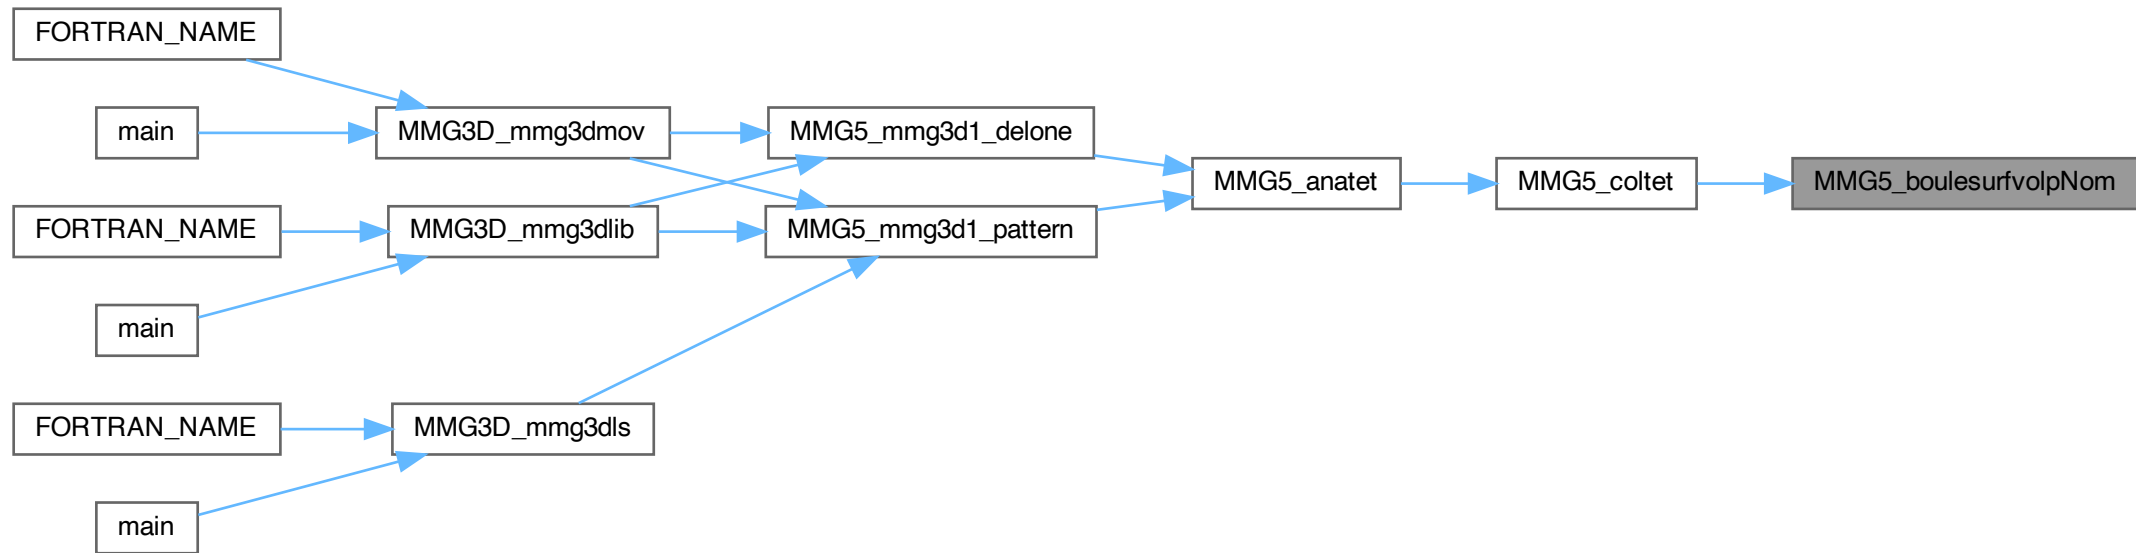 FORTRAN_NAME
main
MMG3D_mmg3dmov
MMG5_mmg3d1_delone
MMG5_anatet
MMG5_coltet
MMG5_boulesurfvolpNom
FORTRAN_NAME
MMG3D_mmg3dlib
MMG5_mmg3d1_pattern
main
FORTRAN_NAME
MMG3D_mmg3dls
main